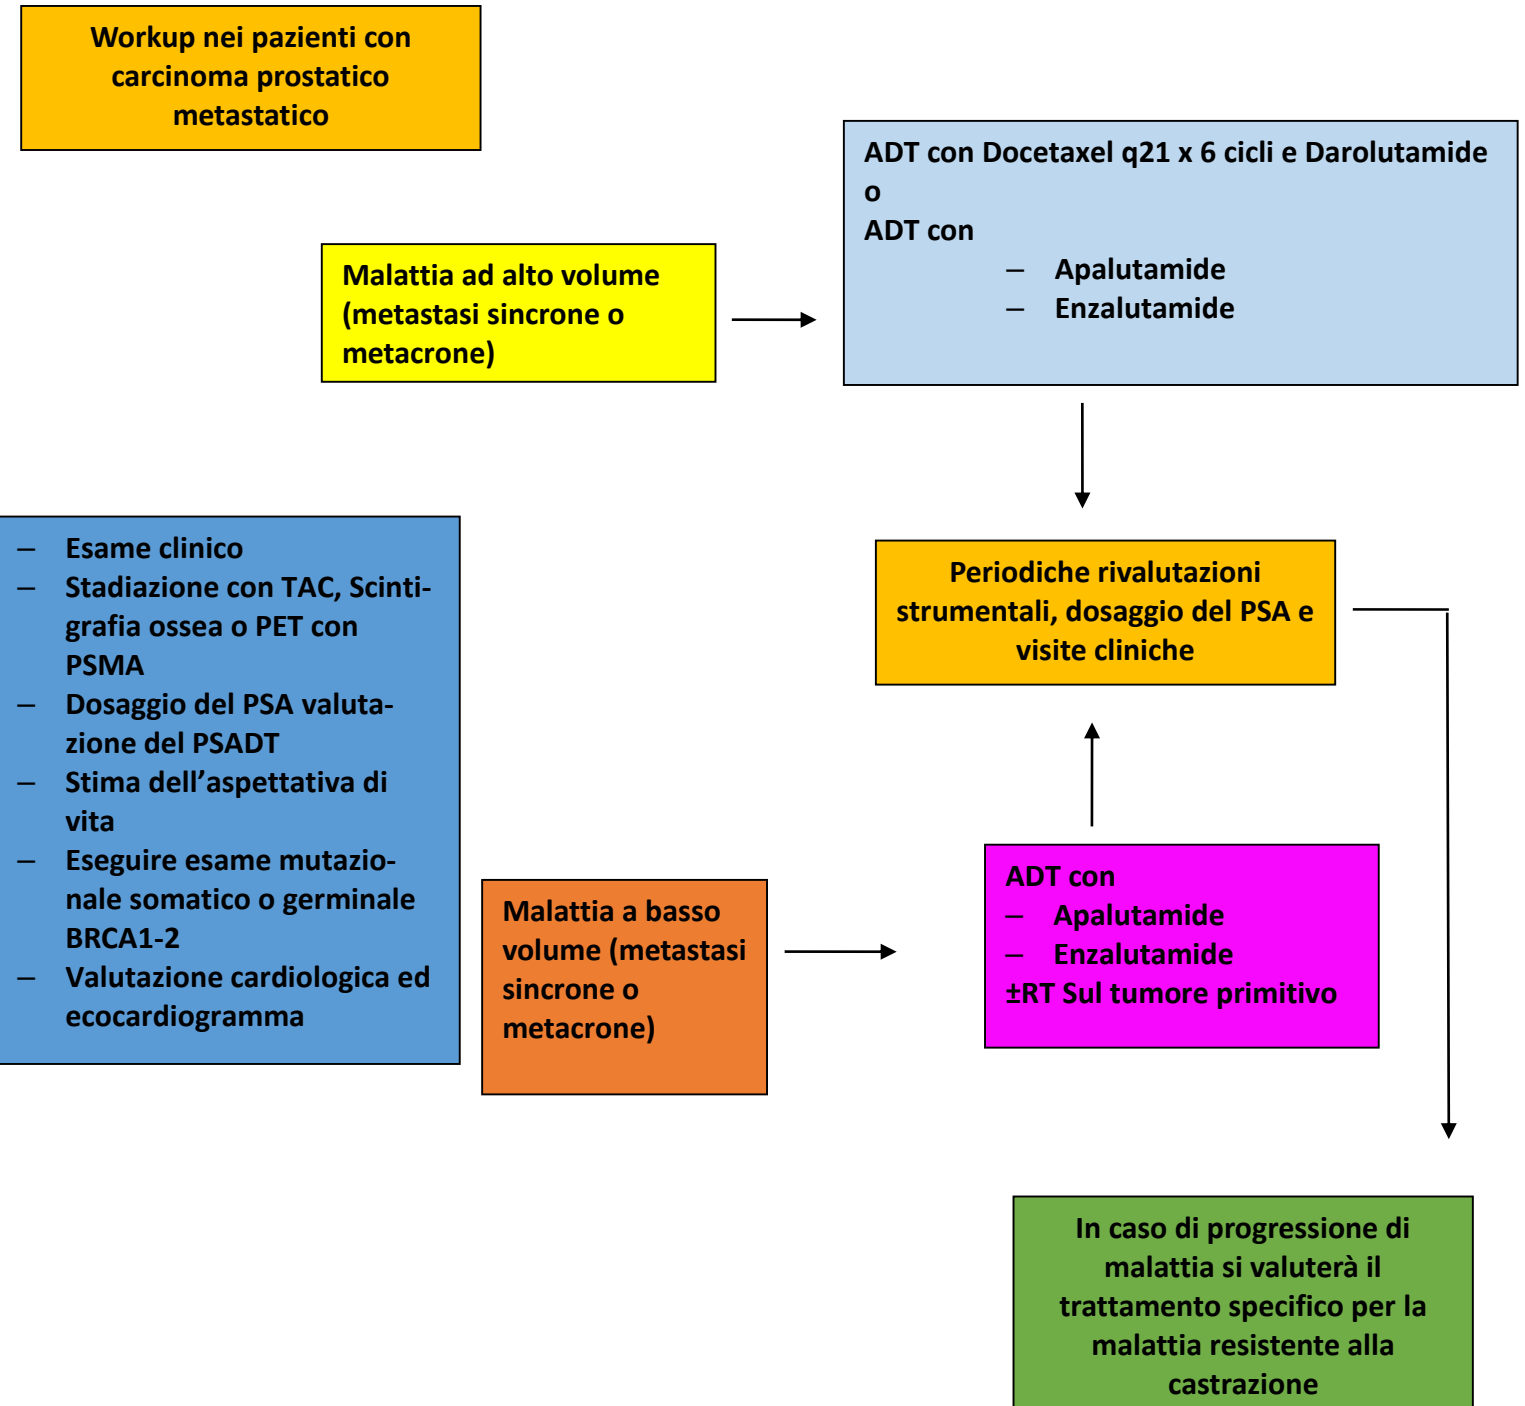 Workup nei pazienti con
carcinoma prostatico
metastatico
ADT con Docetaxel q21 x 6 cicli e Darolutamide
o
ADT con
– Apalutamide
– Enzalutamide
Malattia ad alto volume
(metastasi sincrone o
metacrone)
– Esame clinico
– Stadiazione con TAC, Scinti-
grafia ossea o PET con
PSMA
– Dosaggio del PSA valuta-
zione del PSADT
– Stima dell’aspettativa di
vita
– Eseguire esame mutazio-
nale somatico o germinale
BRCA1-2
– Valutazione cardiologica ed
ecocardiogramma
Periodiche rivalutazioni
strumentali, dosaggio del PSA e
visite cliniche
Malattia a basso
volume (metastasi
sincrone o
metacrone)
ADT con
– Apalutamide
– Enzalutamide
±RT Sul tumore primitivo
In caso di progressione di
malattia si valuterà il
trattamento specifico per la
malattia resistente alla
castrazione